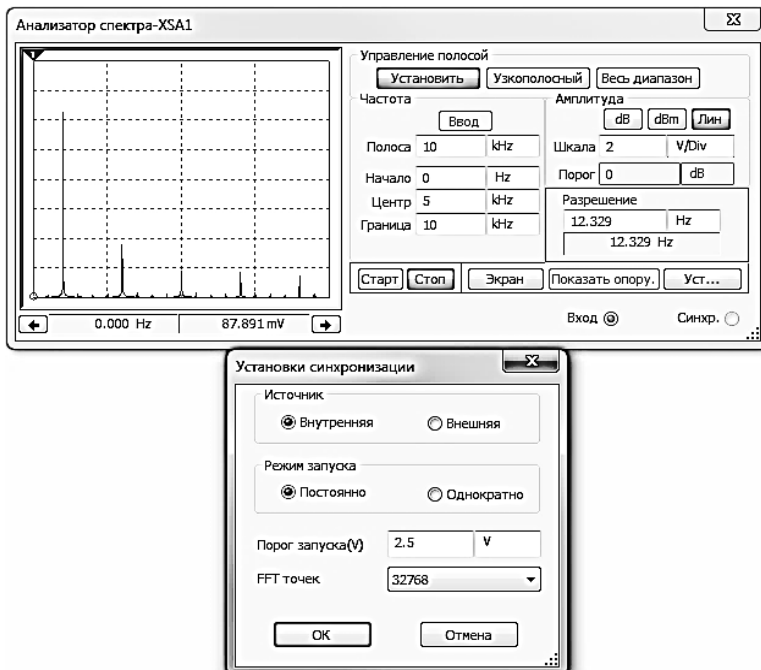 Анализатор спектра-XSA1
1
Управление полосой
Установить Узкополосный Весь диапазон
Частота
Ввод
Полоса 10 kHz
Начало 0 Hz
Центр 5 kHz
Граница 10 kHz
Амплитуда
dB dBm Лин
Шкала 2 V/Div
Порог 0 dB
Разрешение
12.329 Hz
12.329 Hz
Старт Стоп Экран Показать опору. Уст...
0.000 Hz 87.891 mV
Вход Синхр.
Установки синхронизации
Источник
Внутренняя Внешняя
Режим запуска
Постоянно Однократно
Порог запуска(V) 2.5 V
FFT точек 32768
OK Отмена